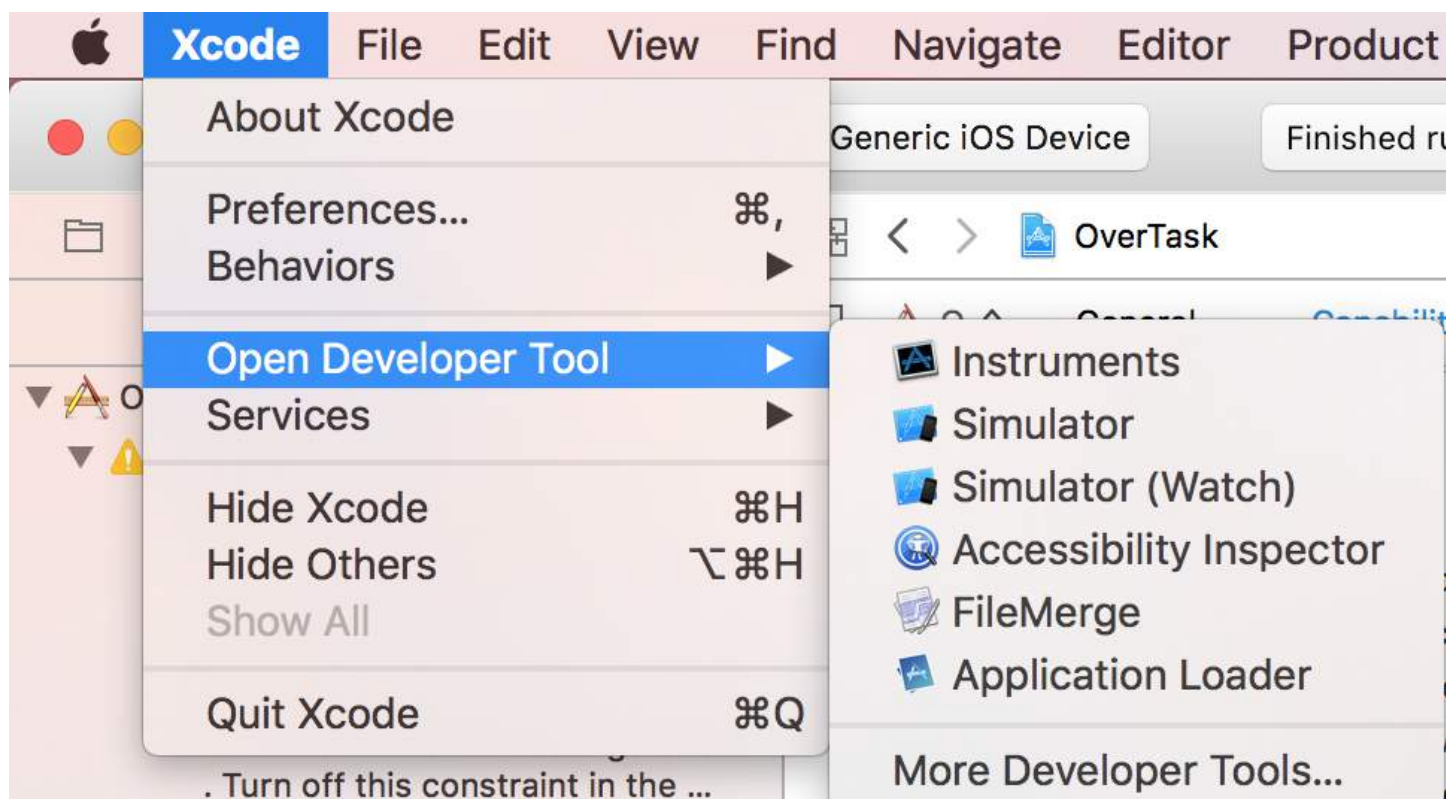 Xcode File Edit View Find Navigate Editor Product
About Xcode
Preferences... ⌘,
Behaviors ▶
Open Developer Tool ▶
Services ▶
Hide Xcode ⌘H
Hide Others ⌥⌘H
Show All
Quit Xcode ⌘Q
Generic iOS Device
Finished
OverTask
General
Instruments
Simulator
Simulator (Watch)
Accessibility Inspector
FileMerge
Application Loader
More Developer Tools...
. Turn off this constraint in the ...